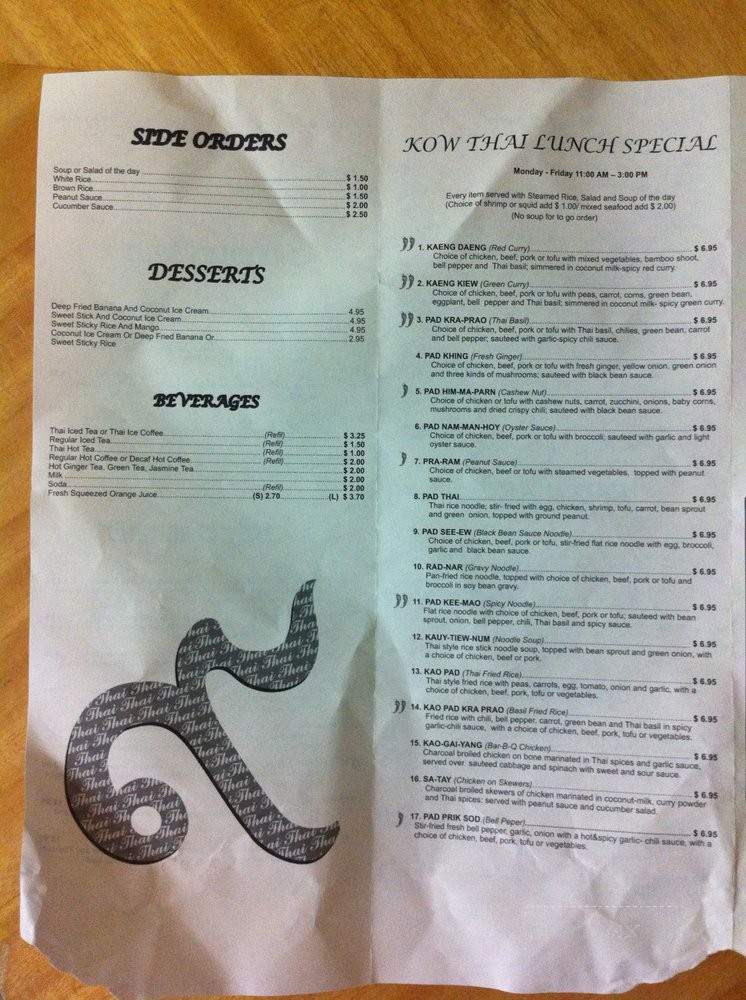 SIDE ORDERS
Soup or Salad of the day $ 1.50
White Rice $ 1.00
Brown Rice $ 1.50
Peanut Sauce $ 2.00
Cucumber Sauce $ 2.50
DESSERTS
Deep Fried Banana And Coconut Ice Cream 4.95
Sweet Stick And Coconut Ice Cream 4.95
Sweet Sticky Rice And Mango 4.95
Coconut Ice Cream Or Deep Fried Banana Or 2.95
Sweet Sticky Rice
BEVERAGES
Thai Iced Tea or Thai Ice Coffee $ 3.25
Regular Iced Tea (Refil) $ 1.50
Thai Hot Tea (Refil) $ 1.00
Regular Hot Coffee or Decaf Hot Coffee (Refil) $ 2.00
Hot Ginger Tea, Green Tea, Jasmine Tea $ 2.00
Milk $ 2.00
Soda (Refil) $ 2.00
Fresh Squeezed Orange Juice (S) 2.70 (L) $ 3.70
KOW THAI LUNCH SPECIAL
Monday - Friday 11:00 AM – 3:00 PM
Every item served with Steamed Rice, Salad and Soup of the day
(Choice of shrimp or squid add $ 1.00/ mixed seafood add $ 2.00)
(No soup for to go order)
1. KAENG DAENG (Red Curry) $ 6.95
Choice of chicken, beef, pork or tofu with mixed vegetables, bamboo shoot,
bell pepper and Thai basil; simmered in coconut milk-spicy red curry.
2. KAENG KIEW (Green Curry) $ 6.95
Choice of chicken, beef, pork or tofu with peas, carrot, corns, green bean,
eggplant, bell pepper and Thai basil; simmered in coconut milk- spicy green curry.
3. PAD KRA-PRAO (Thai Basil) $ 6.95
Choice of chicken, beef, pork or tofu with Thai basil, chilies, green bean, carrot
and bell pepper; sauteed with garlic-spicy chili sauce.
4. PAD KHING (Fresh Ginger) $ 6.95
Choice of chicken, beef, pork or tofu with fresh ginger, yellow onion, green onion
and three kinds of mushrooms; sauteed with black bean sauce.
5. PAD HIM-MA-PARN (Cashew Nut) $ 6.95
Choice of chicken or tofu with cashew nuts, carrot, zucchini, onions, baby corns,
mushrooms and dried crispy chili; sauteed with black bean sauce.
6. PAD NAM-MAN-HOY (Oyster Sauce) $ 6.95
Choice of chicken, beef, pork or tofu with broccoli; sauteed with garlic and light
oyster sauce.
7. PRA-RAM (Peanut Sauce) $ 6.95
Choice of chicken, beef or tofu with steamed vegetables, topped with peanut
sauce.
8. PAD THAI $ 6.95
Thai rice noodle; stir- fried with egg, chicken, shrimp, tofu, carrot, bean sprout
and green onion, topped with ground peanut.
9. PAD SEE-EW (Black Bean Sauce Noodle) $ 6.95
Choice of chicken, beef, pork or tofu, stir-fried flat rice noodle with egg, broccoli,
garlic and black bean sauce.
10. RAD-NAR (Gravy Noodle) $ 6.95
Pan-fried rice noodle, topped with choice of chicken, beef, pork or tofu and
broccoli in soy bean gravy.
11. PAD KEE-MAO (Spicy Noodle) $ 6.95
Flat rice noodle with choice of chicken, beef, pork or tofu; sauteed with bean
sprout, onion, bell pepper, chili, Thai basil and spicy sauce.
12. KAUY-TIEW-NUM (Noodle Soup) $ 6.95
Thai style rice stick noodle soup, topped with bean sprout and green onion, with
a choice of chicken, beef or pork.
13. KAO PAD (Thai Fried Rice) $ 6.95
Thai style fried rice with peas, carrots, egg, tomato, onion and garlic, with a
choice of chicken, beef, pork, tofu or vegetables.
14. KAO PAD KRA PRAO (Basil Fried Rice) $ 6.95
Fried rice with chili, bell pepper, carrot, green bean and Thai basil in spicy
garlic-chili sauce, with a choice of chicken, beef, pork, tofu or vegetables.
15. KAO-GAI-YANG (Bar-B-Q Chicken) $ 6.95
Charcoal broiled chicken on bone marinated in Thai spices and garlic sauce,
served over sauteed cabbage and spinach with sweet and sour sauce.
16. SA-TAY (Chicken on Skewers) $ 6.95
Charcoal broiled skewers of chicken marinated in coconut-milk, curry powder
and Thai spices; served with peanut sauce and cucumber salad.
17. PAD PRIK SOD (Bell Peper) $ 6.95
Stir-fried fresh bell pepper, garlic, onion with a hot&spicy garlic- chili sauce, with a
choice of chicken, beef, pork, tofu or vegetables.